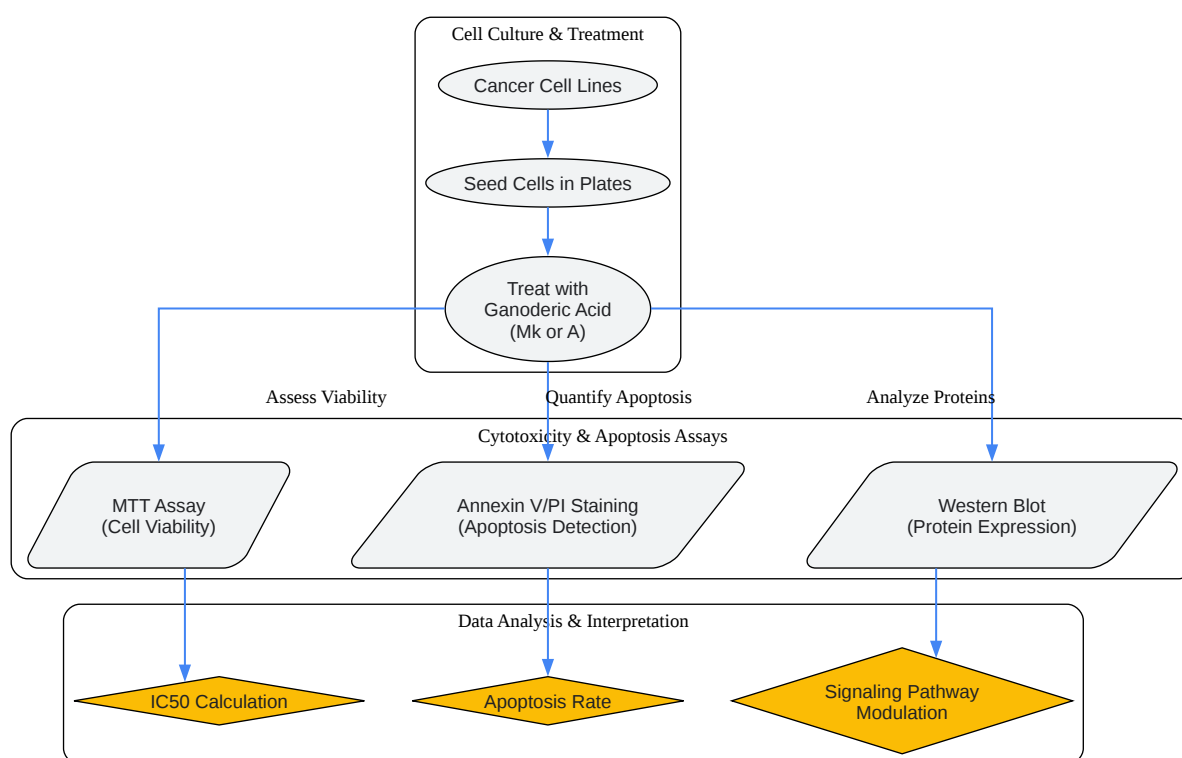 Cell Culture & Treatment
Cancer Cell Lines
Seed Cells in Plates
Treat with
Ganoderic Acid
(Mk or A)
Assess Viability
Quantify Apoptosis
Analyze Proteins
Cytotoxicity & Apoptosis Assays
MTT Assay
(Cell Viability)
Annexin V/PI Staining
(Apoptosis Detection)
Western Blot
(Protein Expression)
Data Analysis & Interpretation
IC50 Calculation
Apoptosis Rate
Signaling Pathway
Modulation